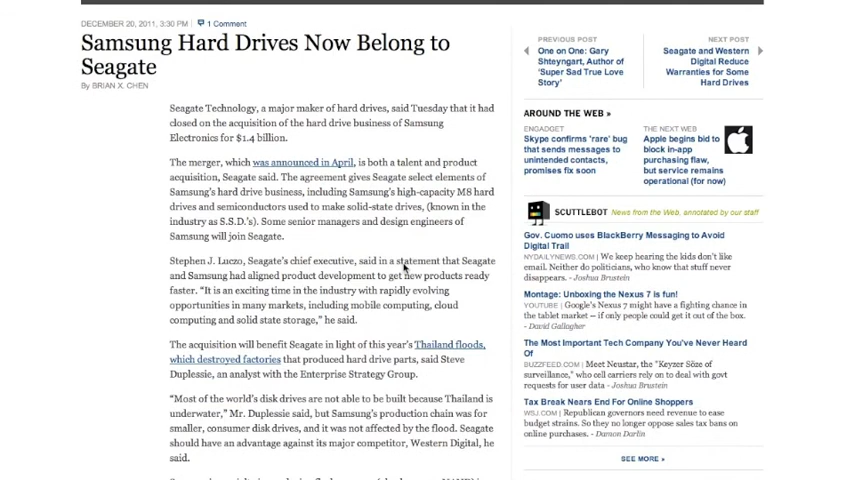 DECEMBER 20, 2011, 3:30 PM
1 Comment
Samsung Hard Drives Now Belong to
Seagate
By BRIAN X. CHEN
Seagate Technology, a major maker of hard drives, said Tuesday that it had
closed on the acquisition of the hard drive business of Samsung
Electronics for $1.4 billion.
The merger, which was announced in April, is both a talent and product
acquisition, Seagate said. The agreement gives Seagate select elements of
Samsung's hard drive business, including Samsung's high-capacity M8 hard
drives and semiconductors used to make solid-state drives, (known in the
industry as S.S.D.'s). Some senior managers and design engineers of
Samsung will join Seagate.
Stephen J. Luczo, Seagate's chief executive, said in a statement that Seagate
and Samsung had aligned product development to get new products ready
faster. “It is an exciting time in the industry with rapidly evolving
opportunities in many markets, including mobile computing, cloud
computing and solid state storage,” he said.
The acquisition will benefit Seagate in light of this year's Thailand floods,
which destroyed factories that produced hard drive parts, said Steve
Duplessie, an analyst with the Enterprise Strategy Group.
“Most of the world's disk drives are not able to be built because Thailand is
underwater,” Mr. Duplessie said, but Samsung's production chain was for
smaller, consumer disk drives, and it was not affected by the flood. Seagate
should have an advantage against its major competitor, Western Digital, he
said.
PREVIOUS POST
One on One: Gary
Shteyngart, Author of
'Super Sad True Love
Story'
NEXT POST
Seagate and Western
Digital Reduce
Warranties for Some
Hard Drives
AROUND THE WEB »
ENGADGET
Skype confirms 'rare' bug
that sends messages to
unintended contacts,
promises fix soon
THE NEXT WEB
Apple begins bid to
block in-app
purchasing flaw,
but service remains
operational (for now)
SCUTTLEBOT News from the Web, annotated by our staff
Gov. Cuomo uses BlackBerry Messaging to Avoid
Digital Trail
NYDAILYNEWS.COM | We keep hearing the kids don't like
email. Neither do politicians, who know that stuff never
disappears. - Joshua Brustein
Montage: Unboxing the Nexus 7 is fun!
YOUTUBE | Google's Nexus 7 might have a fighting chance in
the tablet market -- if only people could get it out of the box.
- David Gallagher
The Most Important Tech Company You've Never Heard
Of
BUZZFEED.COM | Meet Neustar, the "Keyzer Söze of
surveillance," who cell carriers rely on to deal with govt
requests for user data - Joshua Brustein
Tax Break Nears End For Online Shoppers
WSJ.COM | Republican governors need revenue to ease
budget strains. So they no longer oppose sales tax bans on
online purchases. - Damon Darlin
SEE MORE »